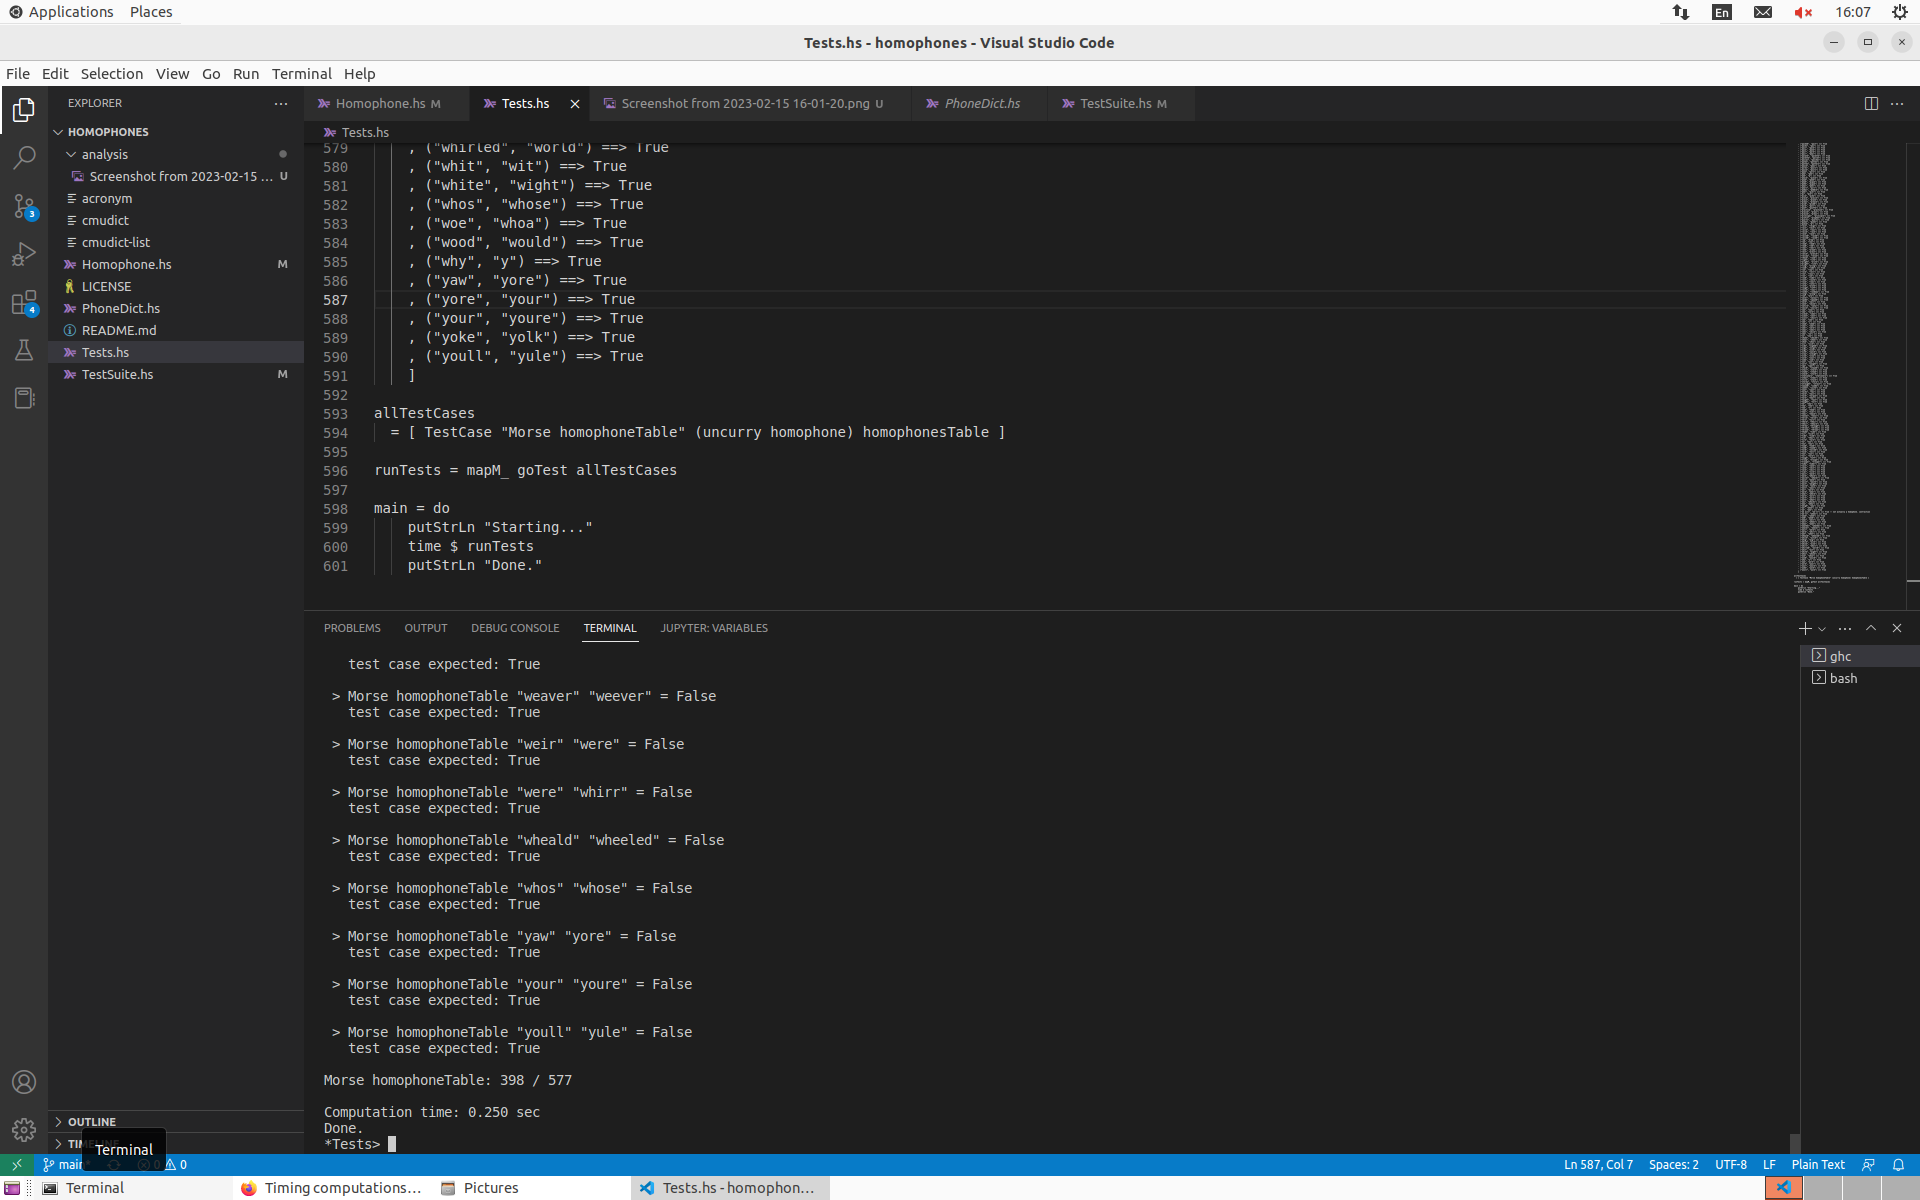 Applications Places En 16:07
Tests.hs - homophones - Visual Studio Code
File Edit Selection View Go Run Terminal Help
EXPLORER
HOMOPHONES
analysis
Screenshot from 2023-02-15 ... U
acronym
cmudict
cmudict-list
Homophone.hs M
LICENSE
PhoneDict.hs
README.md
Tests.hs
TestSuite.hs M
OUTLINE
3
4
Homophone.hs M Tests.hs Screenshot from 2023-02-15 16-01-20.png U PhoneDict.hs TestSuite.hs M
Tests.hs
579 , ("whirled", "world") ==> True
580 , ("whit", "wit") ==> True
581 , ("white", "wight") ==> True
582 , ("whos", "whose") ==> True
583 , ("woe", "whoa") ==> True
584 , ("wood", "would") ==> True
585 , ("why", "y") ==> True
586 , ("yaw", "yore") ==> True
587 , ("yore", "your") ==> True
588 , ("your", "youre") ==> True
589 , ("yoke", "yolk") ==> True
590 , ("youll", "yule") ==> True
591 ]
592
593 allTestCases
594 = [ TestCase "Morse homophoneTable" (uncurry homophone) homophonesTable ]
595
596 runTests = mapM_ goTest allTestCases
597
598 main = do
599 putStrLn "Starting..."
600 time $ runTests
601 putStrLn "Done."
PROBLEMS OUTPUT DEBUG CONSOLE TERMINAL JUPYTER: VARIABLES
ghc
bash
test case expected: True
> Morse homophoneTable "weaver" "weever" = False
test case expected: True
> Morse homophoneTable "weir" "were" = False
test case expected: True
> Morse homophoneTable "were" "whirr" = False
test case expected: True
> Morse homophoneTable "wheald" "wheeled" = False
test case expected: True
> Morse homophoneTable "whos" "whose" = False
test case expected: True
> Morse homophoneTable "yaw" "yore" = False
test case expected: True
> Morse homophoneTable "your" "youre" = False
test case expected: True
> Morse homophoneTable "youll" "yule" = False
test case expected: True
Morse homophoneTable: 398 / 577
Computation time: 0.250 sec
Done.
*Tests>
Terminal
main* 0 0 Ln 587, Col 7 Spaces: 2 UTF-8 LF Plain Text
Terminal Timing computations... Pictures Tests.hs - homophon...